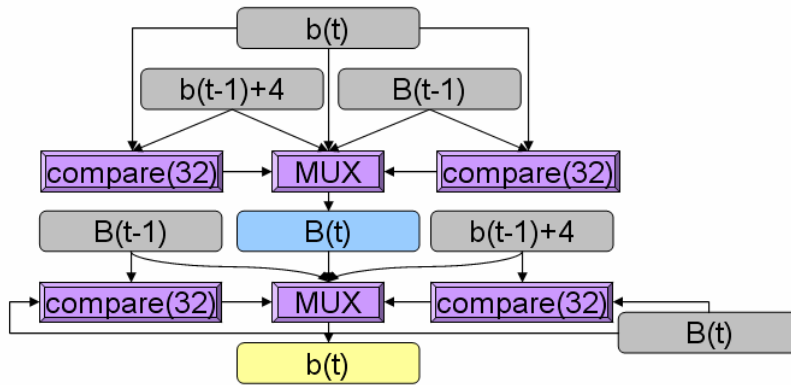 b(t)
b(t-1)+4
B(t-1)
compare(32)
MUX
compare(32)
B(t-1)
B(t)
b(t-1)+4
compare(32)
MUX
compare(32)
B(t)
b(t)